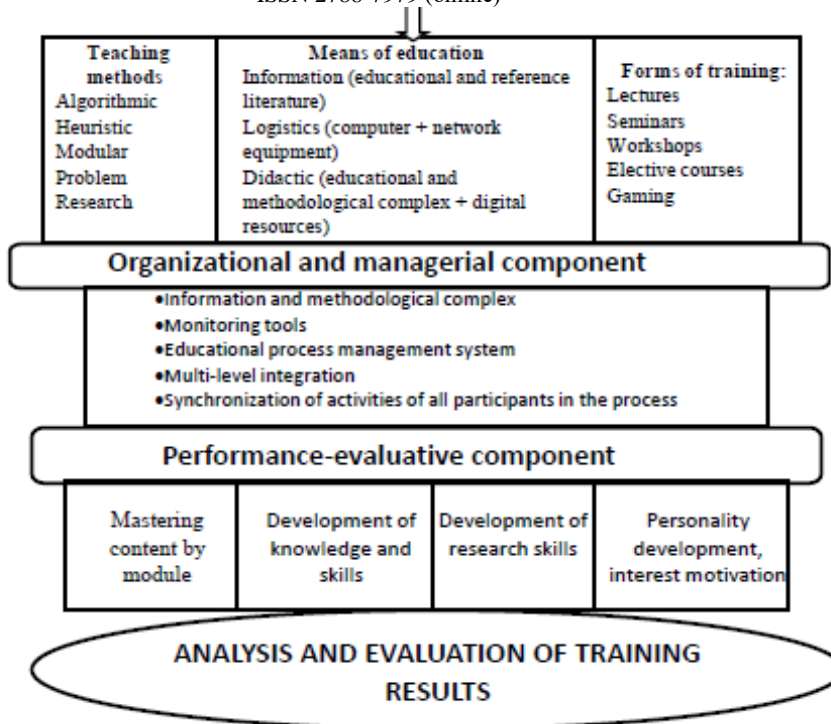 ISSN 2788-7979 (online)
Teaching
methods
Algorithmic
Heuristic
Modular
Problem
Research
Means of education
Information (educational and reference
literature)
Logistics (computer + network
equipment)
Didactic (educational and
methodological complex + digital
resources)
Forms of training:
Lectures
Seminars
Workshops
Elective courses
Gaming
Organizational and managerial component
•Information and methodological complex
•Monitoring tools
•Educational process management system
•Multi-level integration
•Synchronization of activities of all participants in the process
Performance-evaluative component
Mastering
content by
module
Development of
knowledge and
skills
Development of
research skills
Personality
development,
interest motivation
ANALYSIS AND EVALUATION OF TRAINING
RESULTS